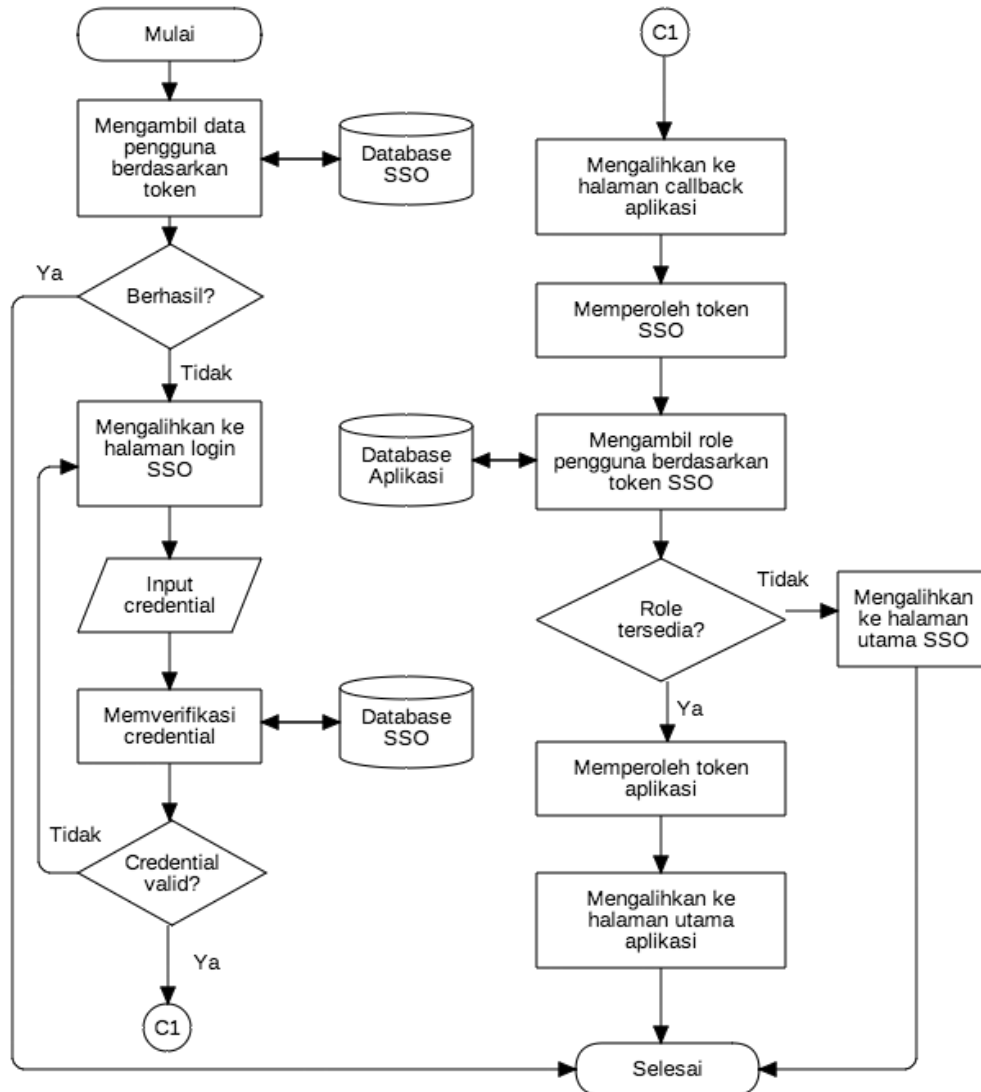 Mulai
Mengambil data
pengguna
berdasarkan
token
Database
SSO
Ya
Berhasil?
Tidak
Mengalihkan ke
halaman login
SSO
Input
credential
Memverifikasi
credential
Database
SSO
Tidak
Credential
valid?
Ya
C1
C1
Mengalihkan ke
halaman callback
aplikasi
Memperoleh token
SSO
Database
Aplikasi
Mengambil role
pengguna berdasarkan
token SSO
Role
tersedia?
Tidak
Mengalihkan
ke halaman
utama SSO
Ya
Memperoleh token
aplikasi
Mengalihkan ke
halaman utama
aplikasi
Selesai